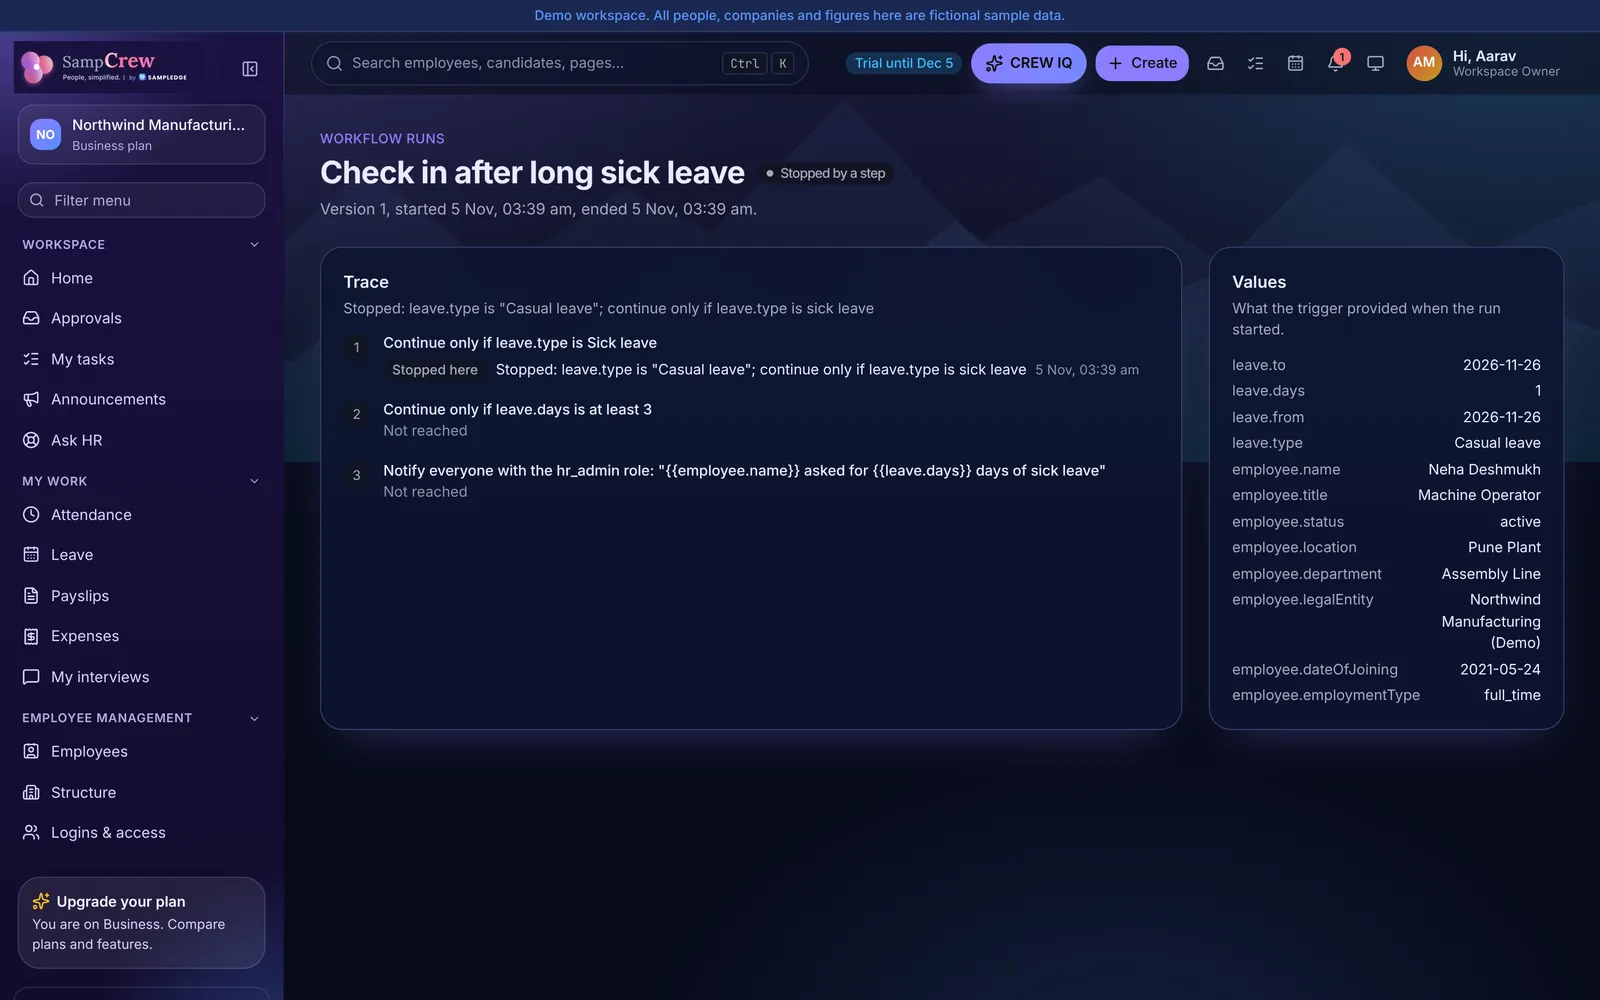 Demo workspace. All people, companies and figures here are fictional sample data.
SampCrew
People, simplified. | by SAMPLEDGE
Search employees, candidates, pages...
Ctrl K
Trial until Dec 5
CREW IQ
Create
1
AM
Hi, Aarav
Workspace Owner
NO
Northwind Manufacturi...
Business plan
Filter menu
WORKSPACE
Home
Approvals
My tasks
Announcements
Ask HR
MY WORK
Attendance
Leave
Payslips
Expenses
My interviews
EMPLOYEE MANAGEMENT
Employees
Structure
Logins & access
Upgrade your plan
You are on Business. Compare
plans and features.
WORKFLOW RUNS
Check in after long sick leave
Stopped by a step
Version 1, started 5 Nov, 03:39 am, ended 5 Nov, 03:39 am.
Trace
Stopped: leave.type is "Casual leave"; continue only if leave.type is sick leave
1 Continue only if leave.type is Sick leave
Stopped here Stopped: leave.type is "Casual leave"; continue only if leave.type is sick leave 5 Nov, 03:39 am
2 Continue only if leave.days is at least 3
Not reached
3 Notify everyone with the hr_admin role: "{{employee.name}} asked for {{leave.days}} days of sick leave"
Not reached
Values
What the trigger provided when the run
started.
leave.to 2026-11-26
leave.days 1
leave.from 2026-11-26
leave.type Casual leave
employee.name Neha Deshmukh
employee.title Machine Operator
employee.status active
employee.location Pune Plant
employee.department Assembly Line
employee.legalEntity Northwind
Manufacturing
(Demo)
employee.dateOfJoining 2021-05-24
employee.employmentType full_time